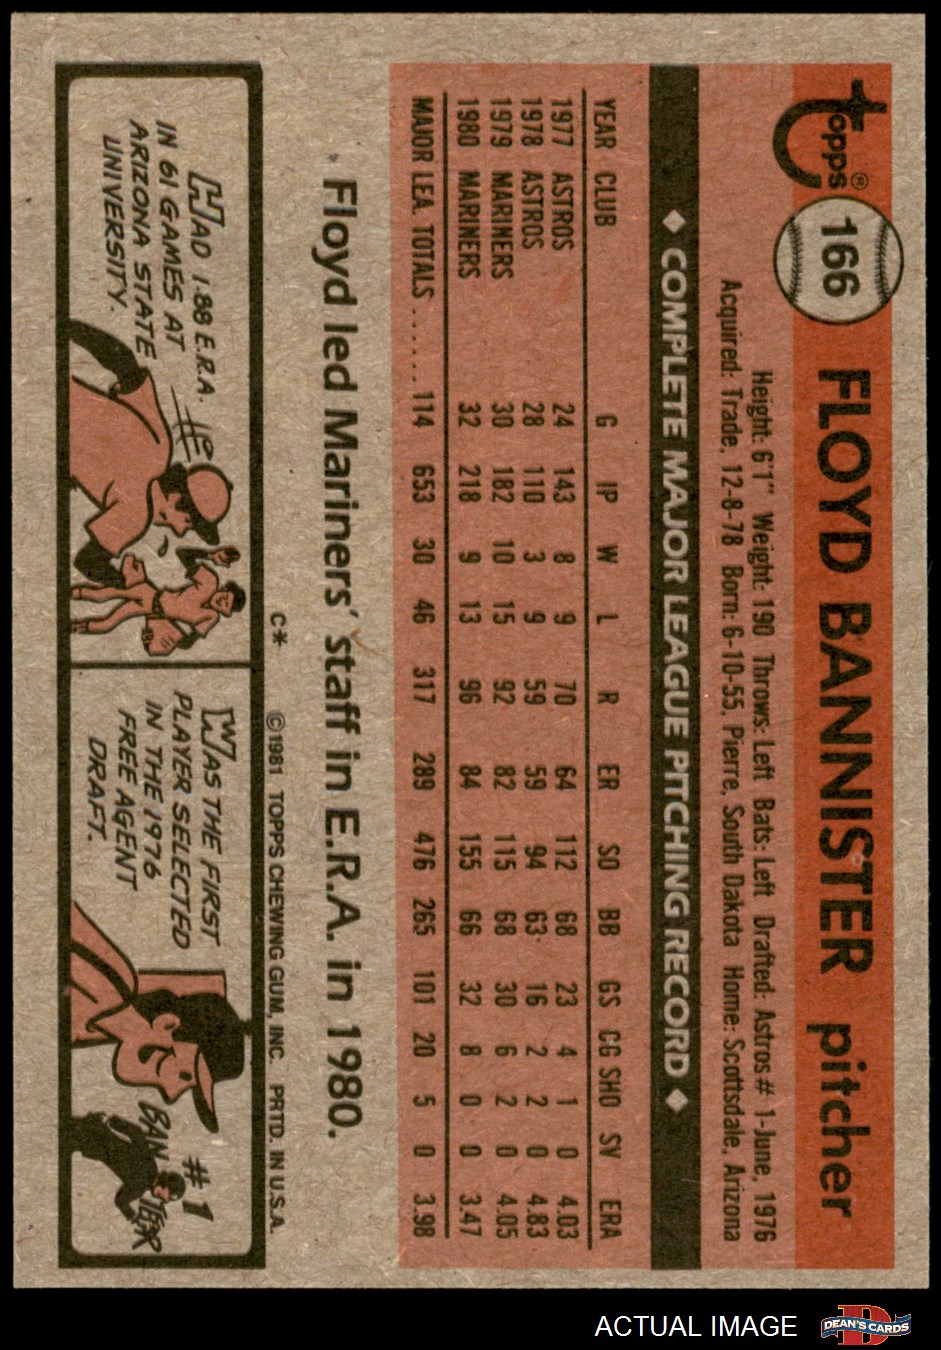 Topps®
166
FLOYD BANNISTER pitcher
Height: 6'1" Weight: 190 Throws: Left Bats: Left Drafted: Astros # 1-June, 1976
Acquired: Trade, 12-8-78 Born: 6-10-55, Pierre, South Dakota Home: Scottsdale, Arizona
◆ COMPLETE MAJOR LEAGUE PITCHING RECORD ◆
YEAR CLUB G IP W L R ER SO BB GS CG SHO SV ERA
1977 ASTROS 24 143 8 9 70 64 112 68 23 4 1 0 4.03
1978 ASTROS 28 110 3 9 59 59 94 63 16 2 2 0 4.83
1979 MARINERS 30 182 10 15 92 82 115 68 30 6 2 0 4.05
1980 MARINERS 32 218 9 13 96 84 155 66 32 8 0 0 3.47
MAJOR LEA. TOTALS ...... 114 653 30 46 317 289 476 265 101 20 5 0 3.98
Floyd led Mariners' staff in E.R.A. in 1980.
C* ©1981 TOPPS CHEWING GUM, INC. PRTD. IN U.S.A.
HAD 1.88 E.R.A.
IN 61 GAMES AT
ARIZONA STATE
UNIVERSITY.
WAS THE FIRST
PLAYER SELECTED
IN THE 1976
FREE AGENT
DRAFT.
#1
ACTUAL IMAGE
DEAN'S CARDS